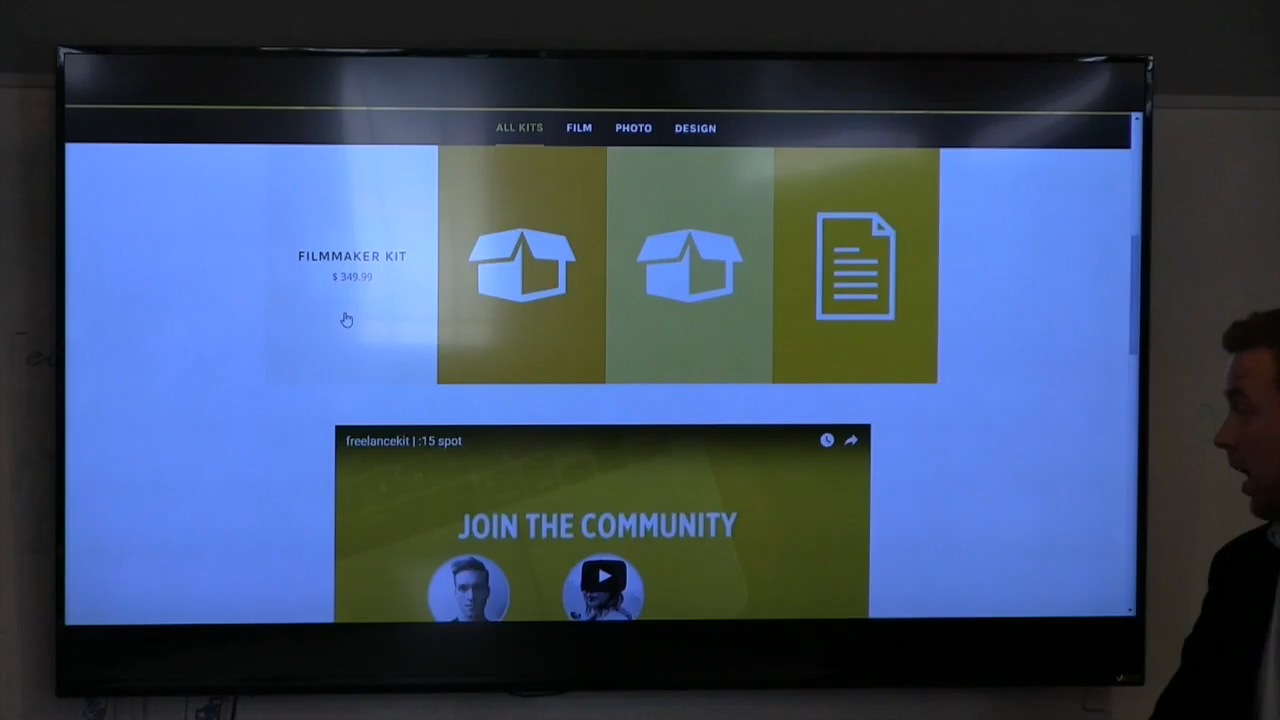 ALL KITS FILM PHOTO DESIGN
FILMMAKER KIT
$ 349.99
freelancekit | :15 spot
JOIN THE COMMUNITY